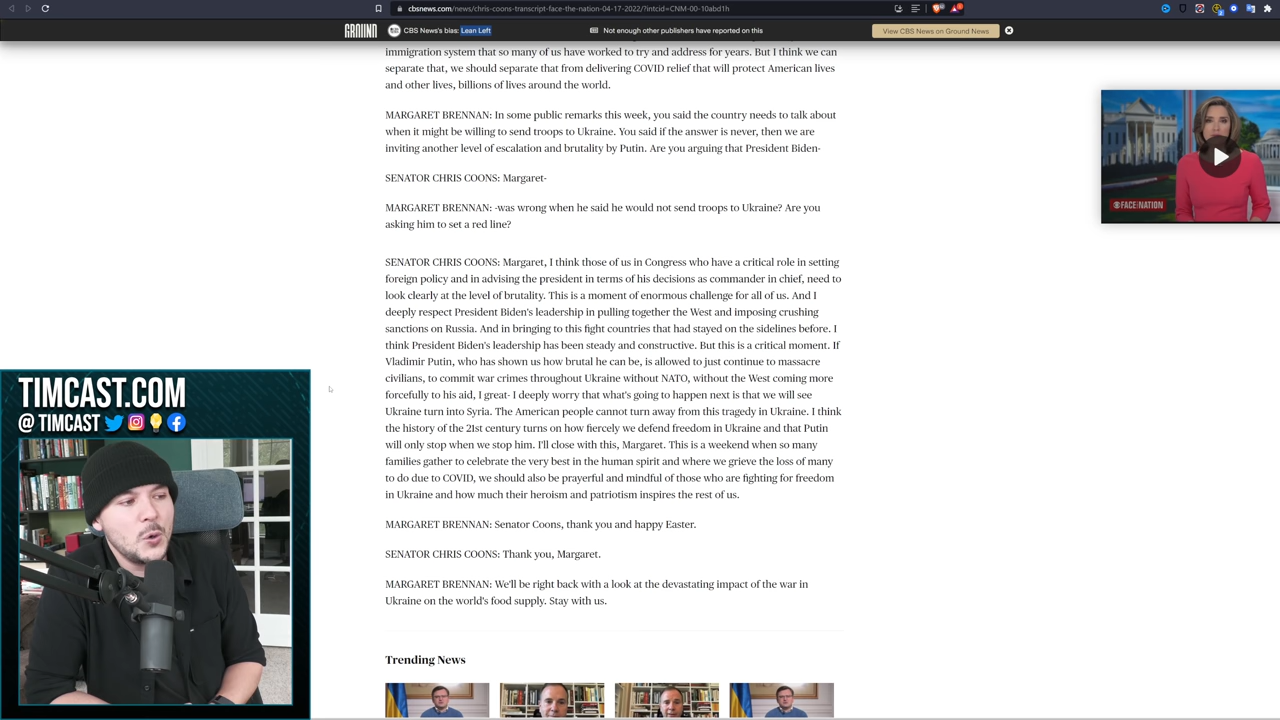 cbsnews.com/news/chris-coons-transcript-face-the-nation-04-17-2022/?intcid=CNM-00-10abd1h
GROUND
CBS News's bias: Lean Left
Not enough other publishers have reported on this
View CBS News on Ground News
immigration system that so many of us have worked to try and address for years. But I think we can
separate that, we should separate that from delivering COVID relief that will protect American lives
and other lives, billions of lives around the world.
MARGARET BRENNAN: In some public remarks this week, you said the country needs to talk about
when it might be willing to send troops to Ukraine. You said if the answer is never, then we are
inviting another level of escalation and brutality by Putin. Are you arguing that President Biden-
SENATOR CHRIS COONS: Margaret-
MARGARET BRENNAN: -was wrong when he said he would not send troops to Ukraine? Are you
asking him to set a red line?
SENATOR CHRIS COONS: Margaret, I think those of us in Congress who have a critical role in setting
foreign policy and in advising the president in terms of his decisions as commander in chief, need to
look clearly at the level of brutality. This is a moment of enormous challenge for all of us. And I
deeply respect President Biden's leadership in pulling together the West and imposing crushing
sanctions on Russia. And in bringing to this fight countries that had stayed on the sidelines before. I
think President Biden's leadership has been steady and constructive. But this is a critical moment. If
Vladimir Putin, who has shown us how brutal he can be, is allowed to just continue to massacre
civilians, to commit war crimes throughout Ukraine without NATO, without the West coming more
forcefully to his aid, I great- I deeply worry that what's going to happen next is that we will see
Ukraine turn into Syria. The American people cannot turn away from this tragedy in Ukraine. I think
the history of the 21st century turns on how fiercely we defend freedom in Ukraine and that Putin
will only stop when we stop him. I'll close with this, Margaret. This is a weekend when so many
families gather to celebrate the very best in the human spirit and where we grieve the loss of many
to do due to COVID, we should also be prayerful and mindful of those who are fighting for freedom
in Ukraine and how much their heroism and patriotism inspires the rest of us.
MARGARET BRENNAN: Senator Coons, thank you and happy Easter.
SENATOR CHRIS COONS: Thank you, Margaret.
MARGARET BRENNAN: We'll be right back with a look at the devastating impact of the war in
Ukraine on the world's food supply. Stay with us.
Trending News
FACE THE NATION
TIMCAST.COM
@ TIMCAST